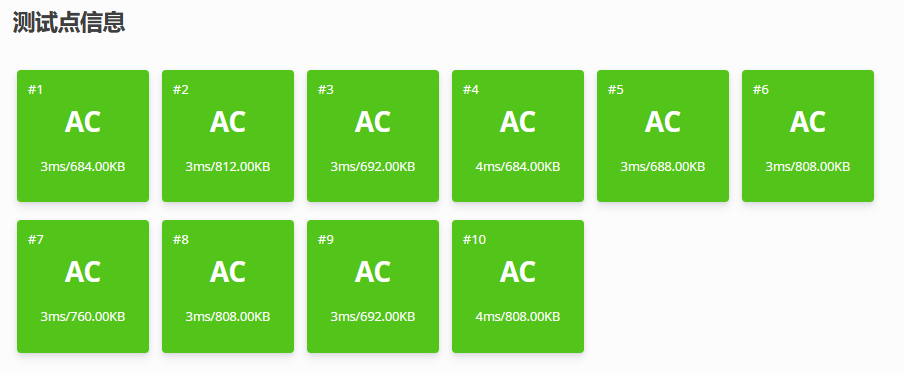 测试点信息
#1
AC
3ms/684.00KB
#2
AC
3ms/812.00KB
#3
AC
3ms/692.00KB
#4
AC
4ms/684.00KB
#5
AC
3ms/688.00KB
#6
AC
3ms/808.00KB
#7
AC
3ms/760.00KB
#8
AC
3ms/808.00KB
#9
AC
3ms/692.00KB
#10
AC
4ms/808.00KB